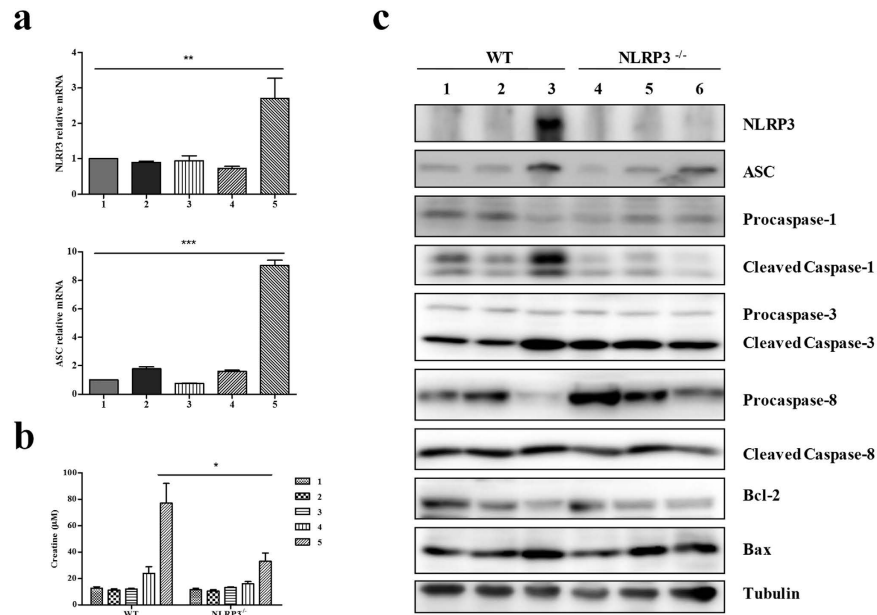 a
**
NLRP3 relative mRNA
4
3
2
1
0
1 2 3 4 5
***
ASC relative mRNA
10
8
6
4
2
0
1 2 3 4 5
b
*
Creatine (μM)
100
80
60
40
20
0
WT NLRP3-/-
1
2
3
4
5
c
WT NLRP3 -/-
1 2 3 4 5 6
NLRP3
ASC
Procaspase-1
Cleaved Caspase-1
Procaspase-3
Cleaved Caspase-3
Procaspase-8
Cleaved Caspase-8
Bcl-2
Bax
Tubulin